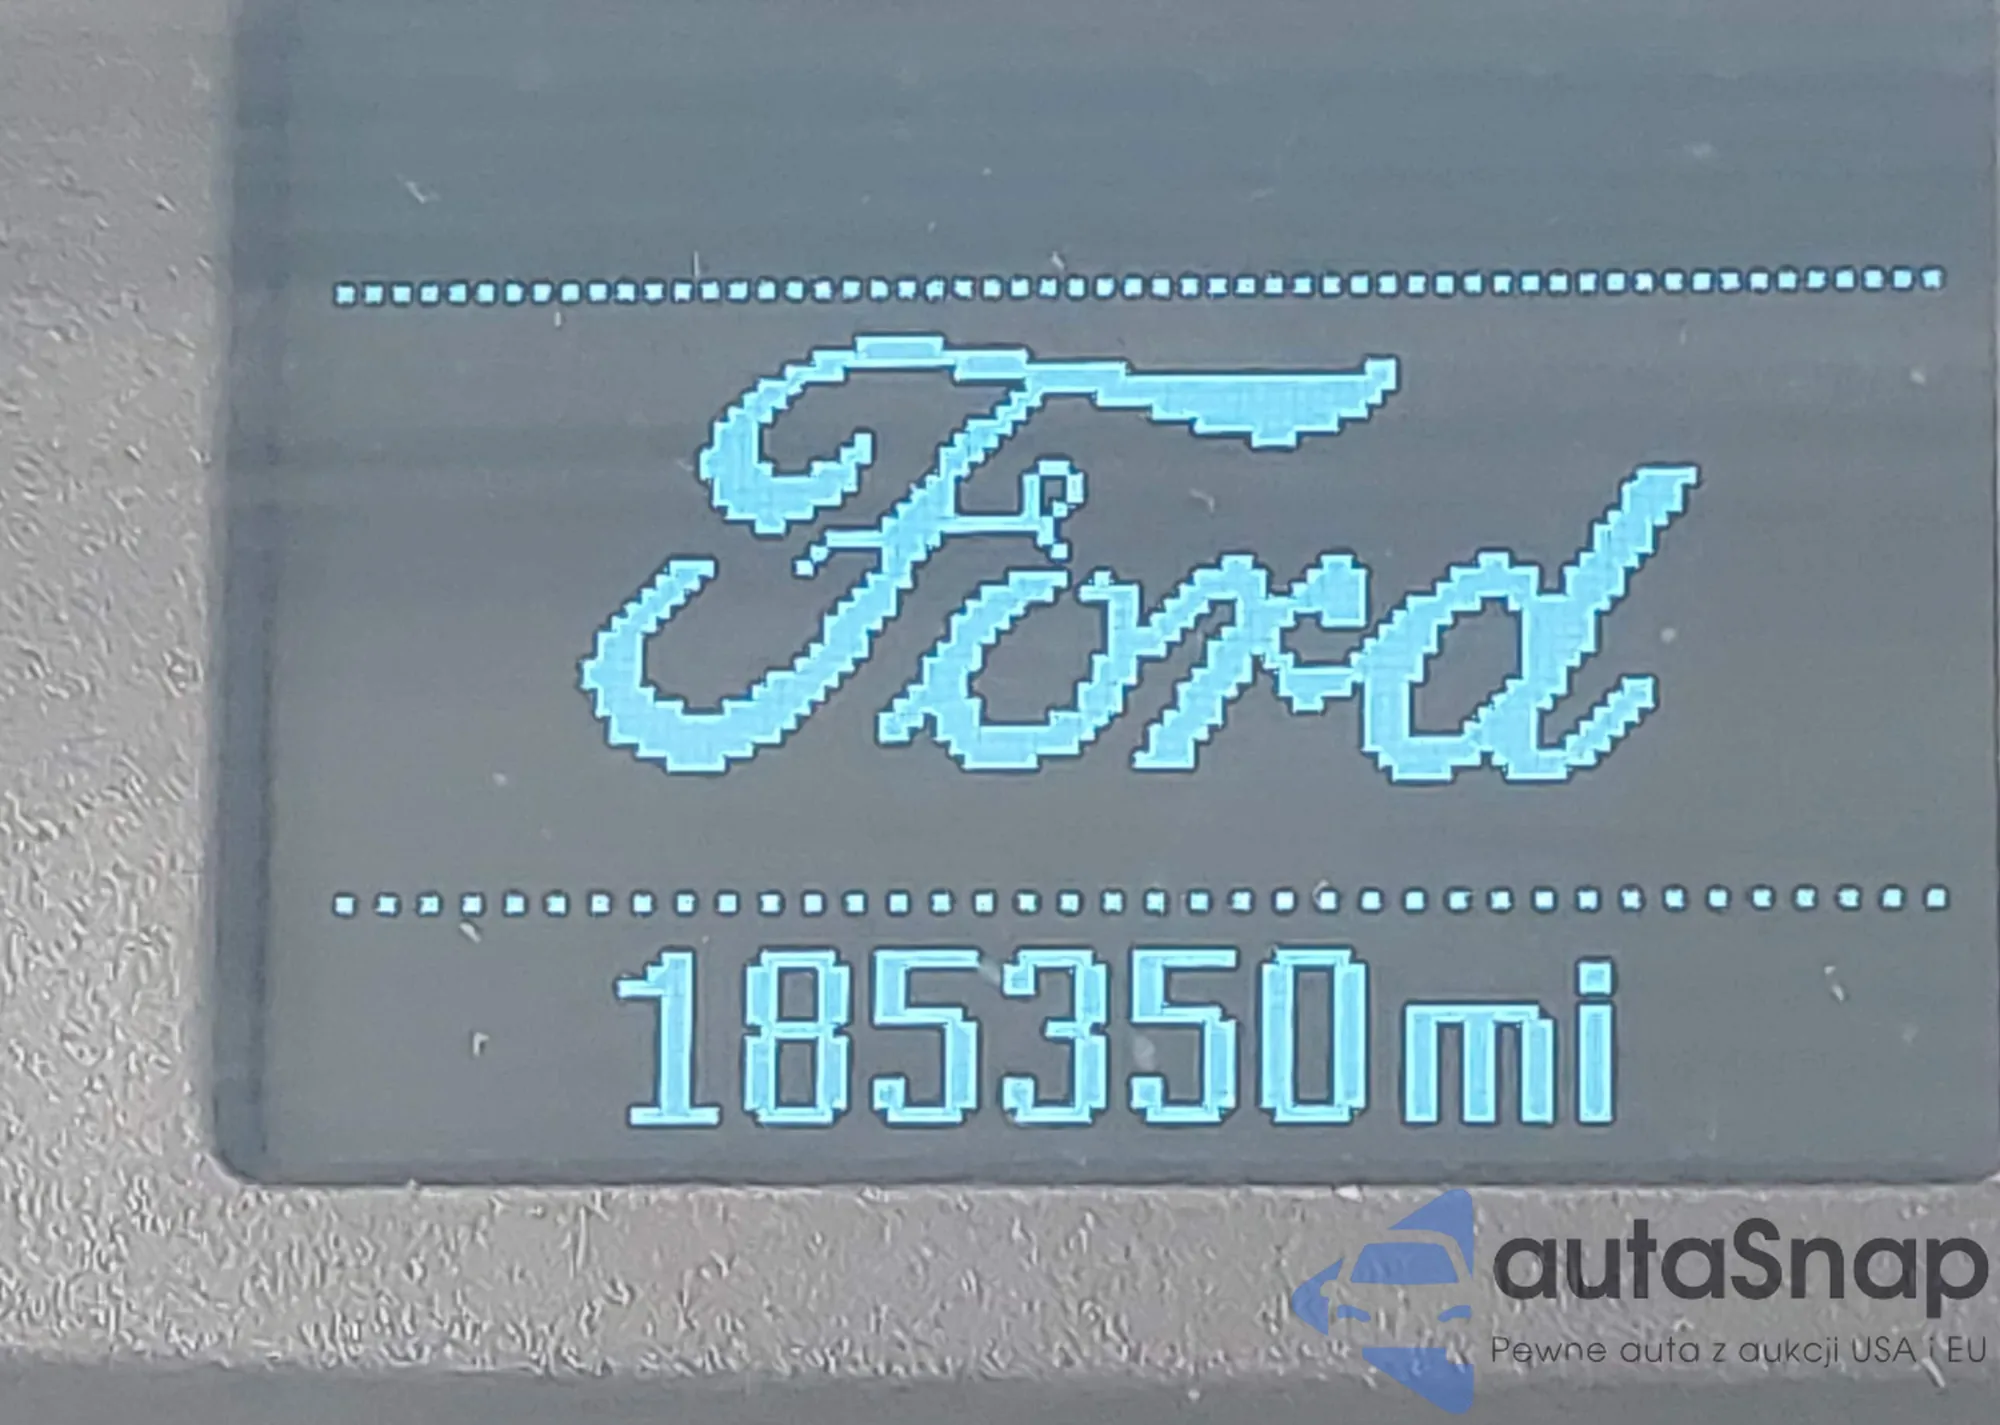 Ford
185350mi
autaSnap
Pewne auta z aukcji USA i EU